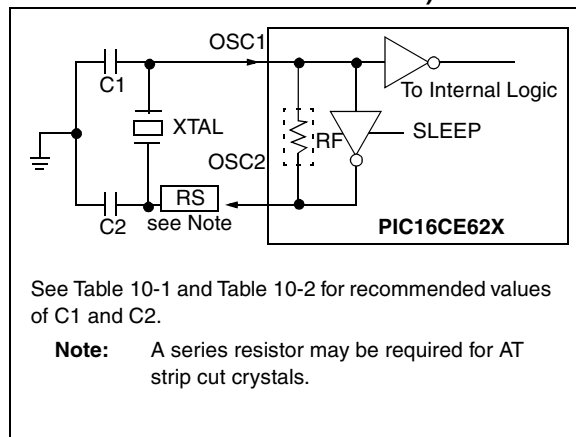 OSC1
C1
To Internal Logic
XTAL
RF
SLEEP
OSC2
RS
C2
see Note
PIC16CE62X
See Table 10-1 and Table 10-2 for recommended values
of C1 and C2.
Note: A series resistor may be required for AT
strip cut crystals.